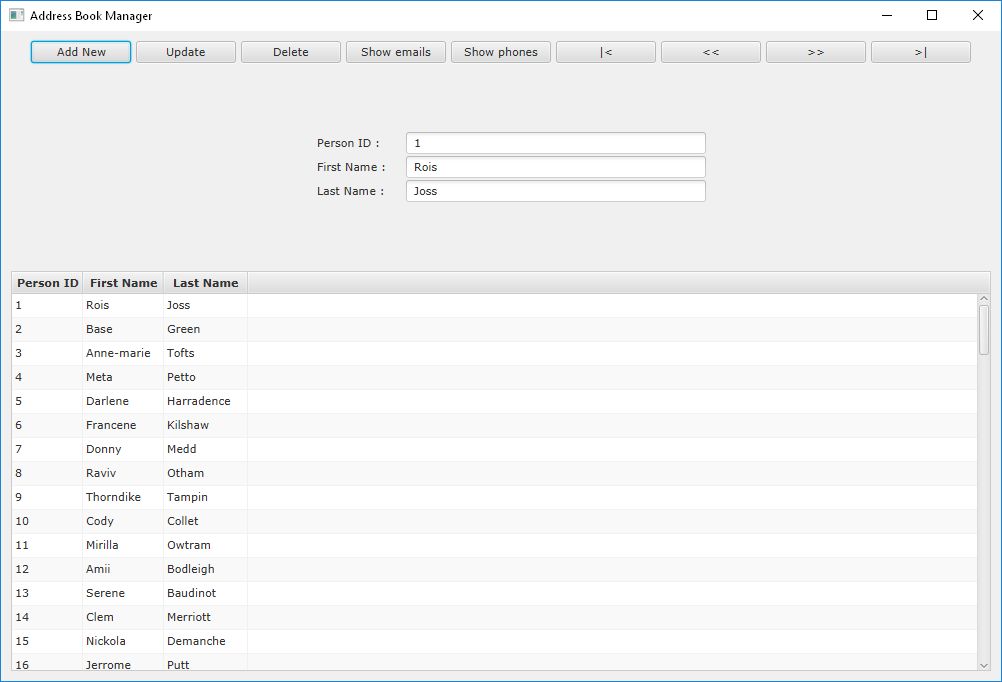 Address Book Manager
Add New Update Delete Show emails Show phones |< << >> >|
Person ID : 1
First Name : Rois
Last Name : Joss
Person ID First Name Last Name
1 Rois Joss
2 Base Green
3 Anne-marie Tofts
4 Meta Petto
5 Darlene Harradence
6 Francene Kilshaw
7 Donny Medd
8 Raviv Otham
9 Thorndike Tampin
10 Cody Collet
11 Mirilla Owtram
12 Amii Bodleigh
13 Serene Baudinot
14 Clem Merriott
15 Nickola Demanche
16 Jerrome Putt